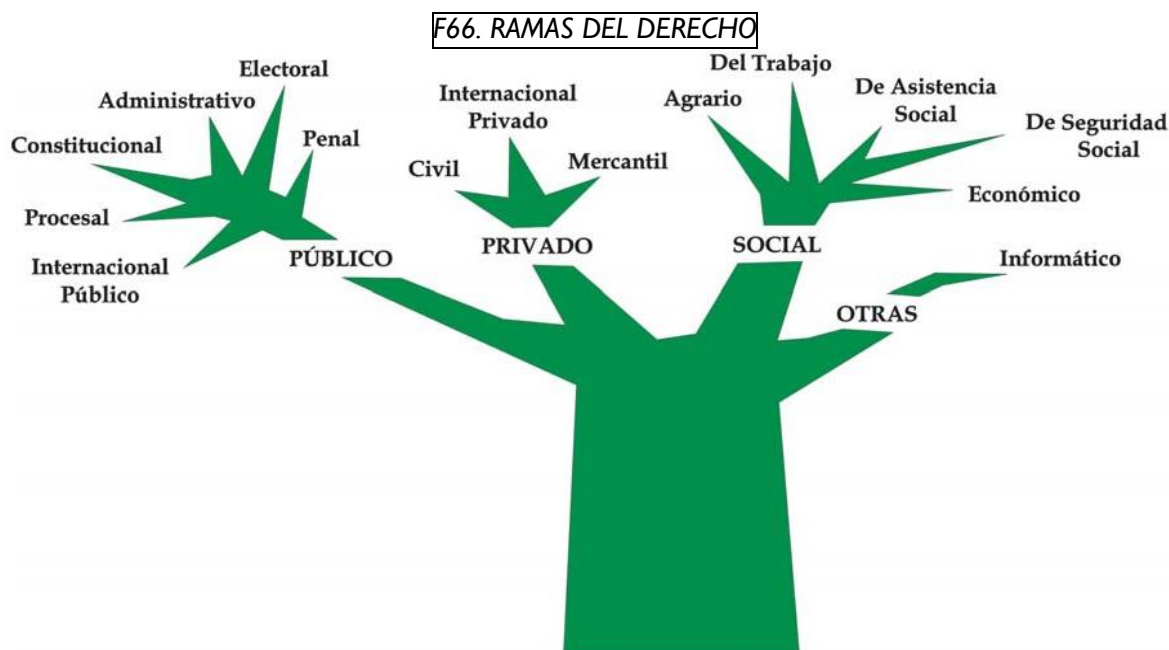 F66. RAMAS DEL DERECHO
Electoral
Administrativo
Constitucional
Penal
Procesal
Internacional
Público
PÚBLICO
Internacional
Privado
Civil
Mercantil
PRIVADO
Del Trabajo
Agrario
De Asistencia
Social
De Seguridad
Social
Económico
SOCIAL
Informático
OTRAS